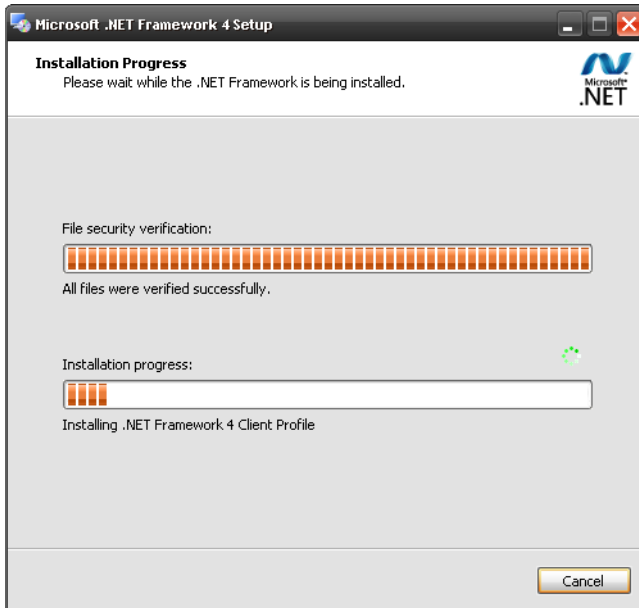 Microsoft .NET Framework 4 Setup
Installation Progress
Please wait while the .NET Framework is being installed.
Microsoft®
.NET
File security verification:
All files were verified successfully.
Installation progress:
Installing .NET Framework 4 Client Profile
Cancel